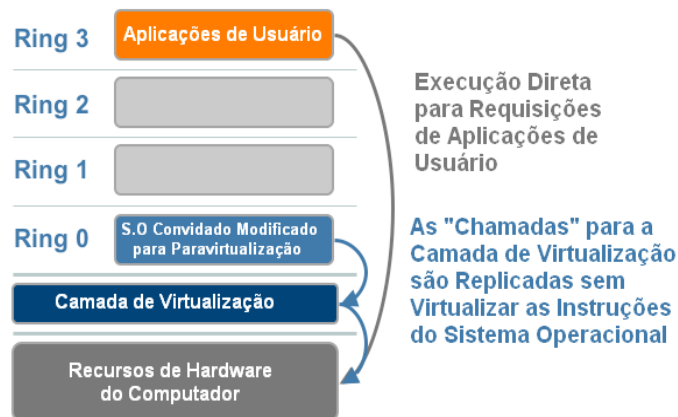 Ring 3
Aplicações de Usuário
Ring 2
Ring 1
Ring 0
S.O Convidado Modificado
para Paravirtualização
Camada de Virtualização
Recursos de Hardware
do Computador
Execução Direta
para Requisições
de Aplicações de
Usuário
As "Chamadas" para a
Camada de Virtualização
são Replicadas sem
Virtualizar as Instruções
do Sistema Operacional